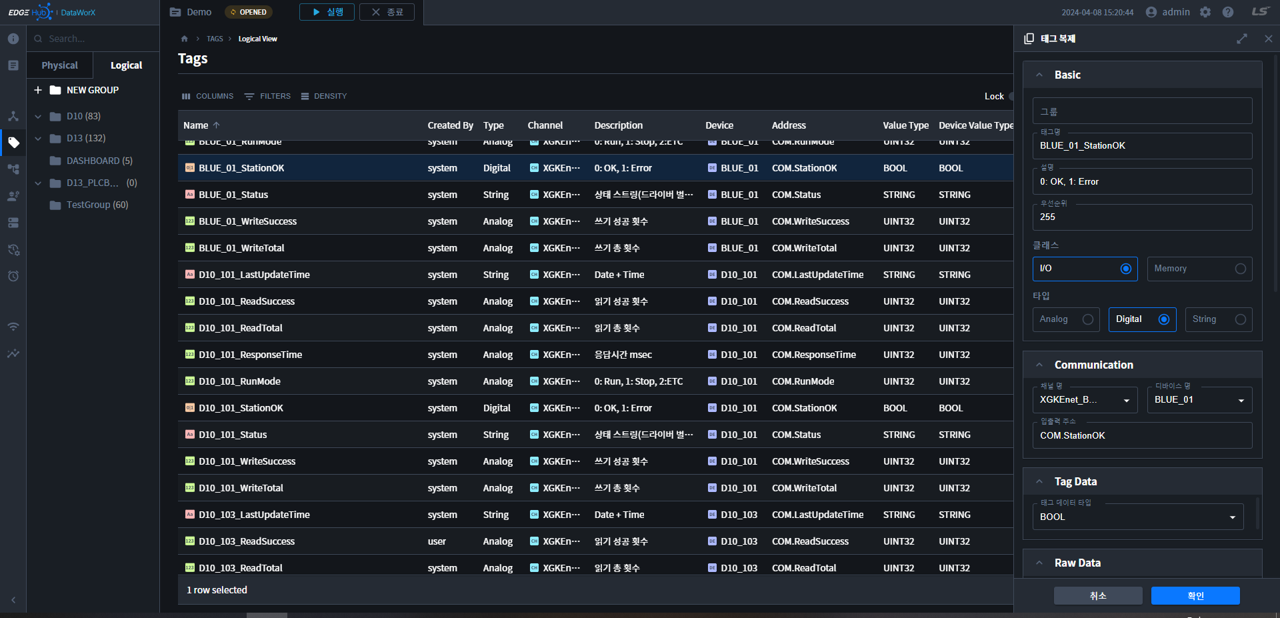 EDGE Hub DataWorX
Demo OPENED 실행 종료
2024-04-08 15:20:44 admin LS
Search...
Physical Logical
NEW GROUP
D10 (83)
D13 (132)
DASHBOARD (5)
D13_PLCB... (0)
TestGroup (60)
TAGS Logical View
Tags
COLUMNS FILTERS DENSITY Lock
Name Created By Type Channel Description Device Address Value Type Device Value Type
BLUE_01_RunMode system Analog XGKEn··· 0: Run, 1: Stop, 2:ETC BLUE_01 COM.RunMode UINT32 UINT32
BLUE_01_StationOK system Digital XGKEn··· 0: OK, 1: Error BLUE_01 COM.StationOK BOOL BOOL
BLUE_01_Status system String XGKEn··· 상태 스트링(드라이버 별··· BLUE_01 COM.Status STRING STRING
BLUE_01_WriteSuccess system Analog XGKEn··· 쓰기 성공 횟수 BLUE_01 COM.WriteSuccess UINT32 UINT32
BLUE_01_WriteTotal system Analog XGKEn··· 쓰기 총 횟수 BLUE_01 COM.WriteTotal UINT32 UINT32
D10_101_LastUpdateTime system String XGKEn··· Date + Time D10_101 COM.LastUpdateTime STRING STRING
D10_101_ReadSuccess system Analog XGKEn··· 읽기 성공 횟수 D10_101 COM.ReadSuccess UINT32 UINT32
D10_101_ReadTotal system Analog XGKEn··· 읽기 총 횟수 D10_101 COM.ReadTotal UINT32 UINT32
D10_101_ResponseTime system Analog XGKEn··· 응답시간 msec D10_101 COM.ResponseTime UINT32 UINT32
D10_101_RunMode system Analog XGKEn··· 0: Run, 1: Stop, 2:ETC D10_101 COM.RunMode UINT32 UINT32
D10_101_StationOK system Digital XGKEn··· 0: OK, 1: Error D10_101 COM.StationOK BOOL BOOL
D10_101_Status system String XGKEn··· 상태 스트링(드라이버 별··· D10_101 COM.Status STRING STRING
D10_101_WriteSuccess system Analog XGKEn··· 쓰기 성공 횟수 D10_101 COM.WriteSuccess UINT32 UINT32
D10_101_WriteTotal system Analog XGKEn··· 쓰기 총 횟수 D10_101 COM.WriteTotal UINT32 UINT32
D10_103_LastUpdateTime system String XGKEn··· Date + Time D10_103 COM.LastUpdateTime STRING STRING
D10_103_ReadSuccess user Analog XGKEn··· 읽기 성공 횟수 D10_103 COM.ReadSuccess UINT32 UINT32
D10_103_ReadTotal system Analog XGKEn··· 읽기 총 횟수 D10_103 COM.ReadTotal UINT32 UINT32
1 row selected
태그 복제
Basic
그룹
태그명
BLUE_01_StationOK
설명
0: OK, 1: Error
우선순위
255
클래스
I/O Memory
타입
Analog Digital String
Communication
채널 명 디바이스 명
XGKEnet_B... BLUE_01
입출력 주소
COM.StationOK
Tag Data
태그 데이터 타입
BOOL
Raw Data
취소 확인